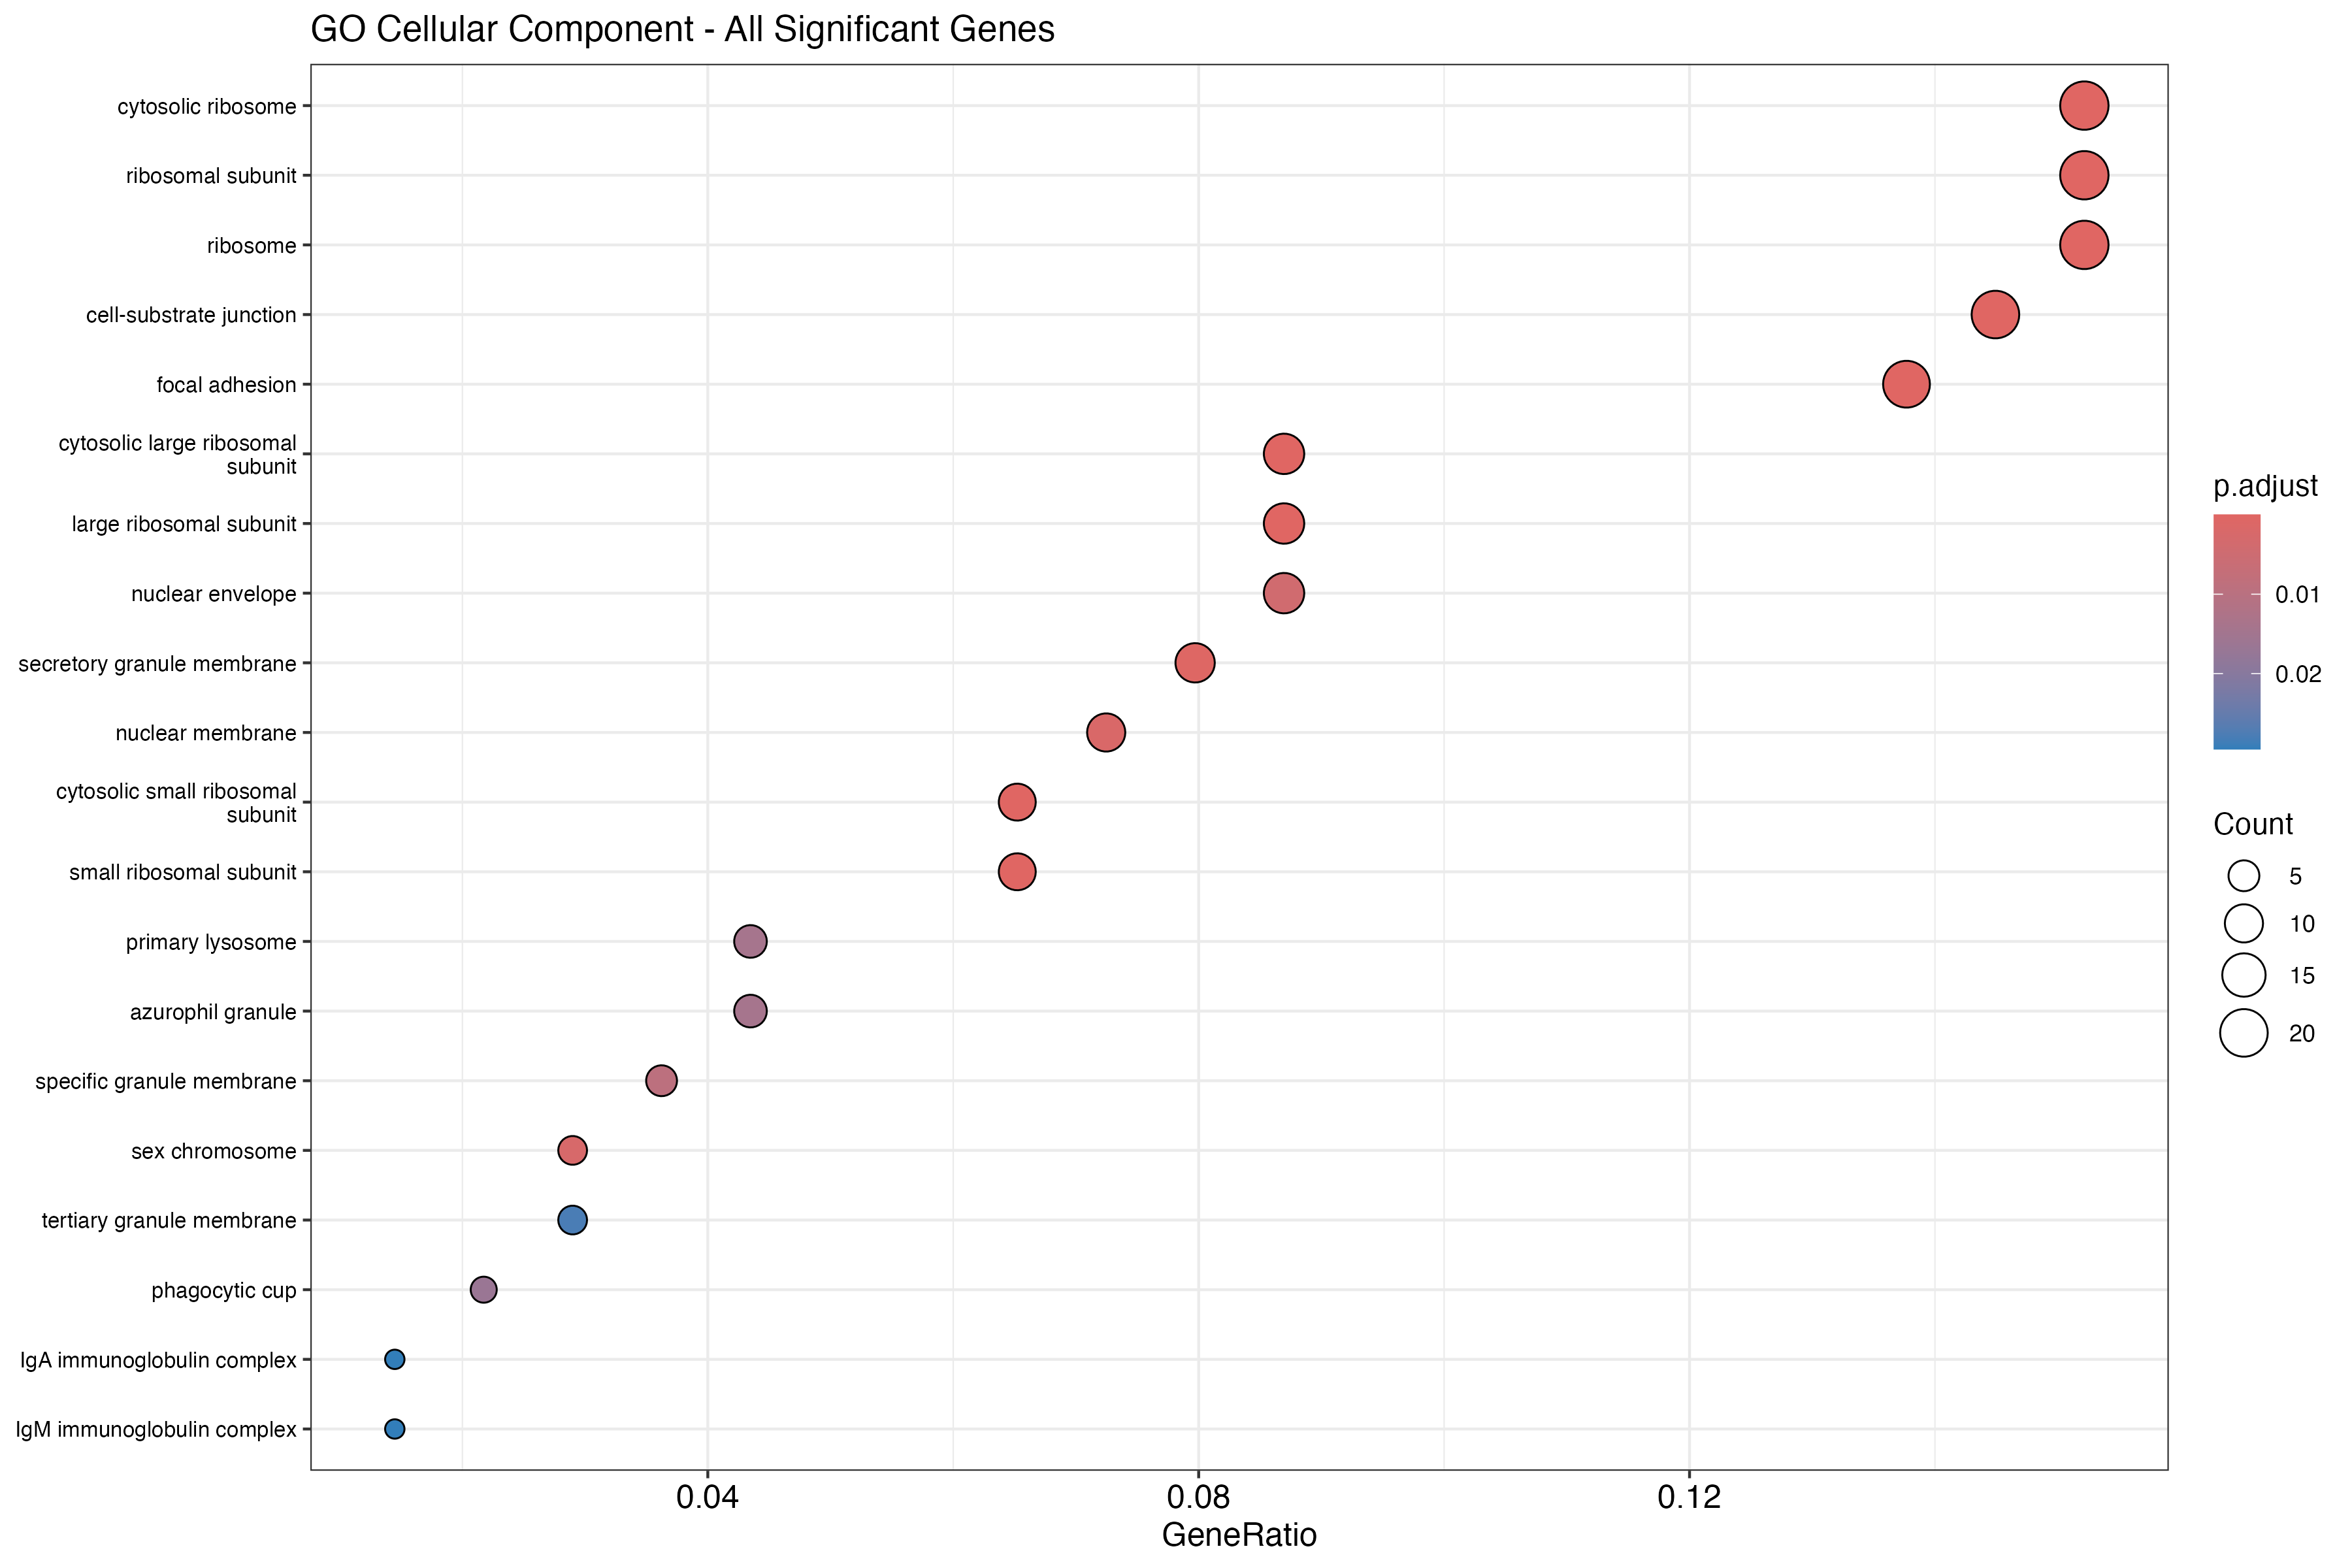 GO Cellular Component - All Significant Genes
cytosolic ribosome
ribosomal subunit
ribosome
cell-substrate junction
focal adhesion
cytosolic large ribosomal
subunit
large ribosomal subunit
nuclear envelope
secretory granule membrane
nuclear membrane
cytosolic small ribosomal
subunit
small ribosomal subunit
primary lysosome
azurophil granule
specific granule membrane
sex chromosome
tertiary granule membrane
phagocytic cup
IgA immunoglobulin complex
IgM immunoglobulin complex
0.04
0.08
0.12
GeneRatio
p.adjust
0.01
0.02
Count
5
10
15
20